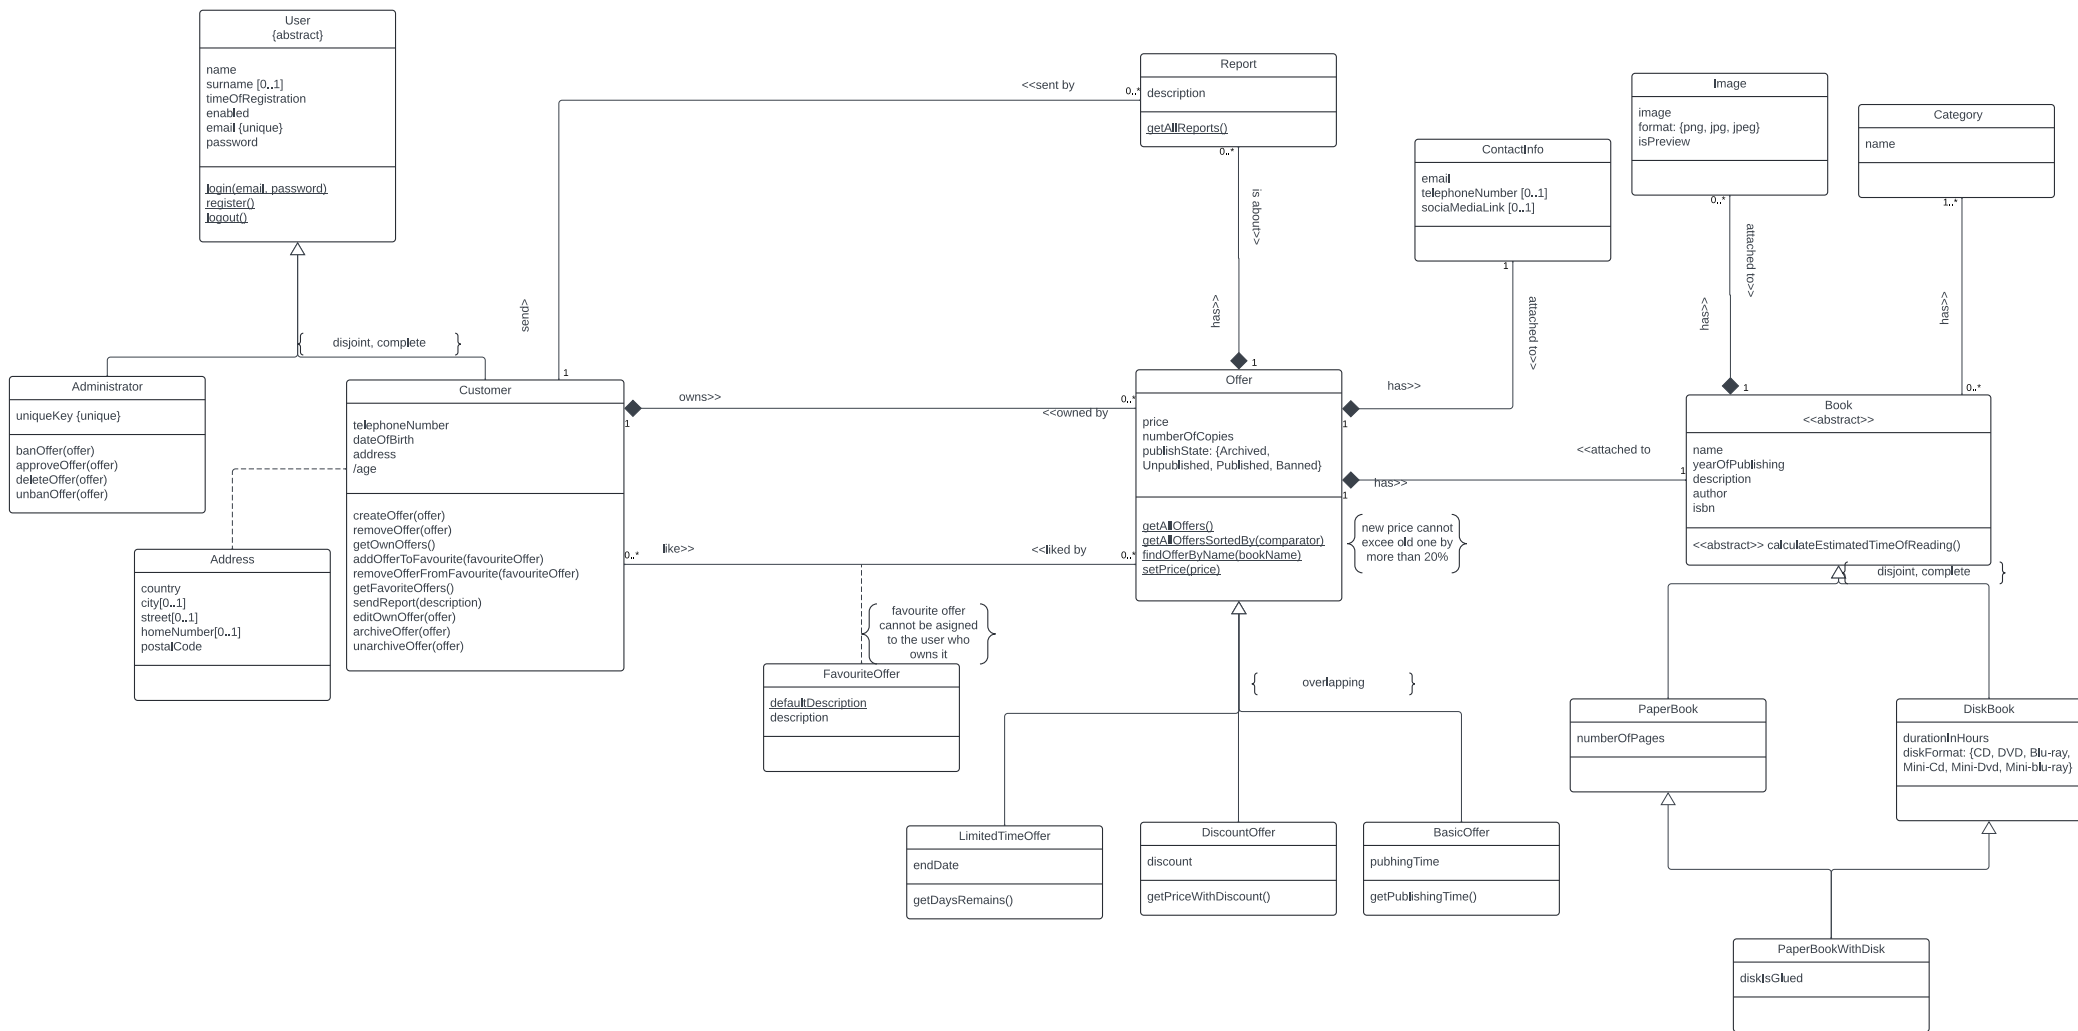 User
{abstract}
name
surname [0..1]
timeOfRegistration
enabled
email {unique}
password
login(email, password)
register()
logout()
{ disjoint, complete }
Administrator
uniqueKey {unique}
banOffer(offer)
approveOffer(offer)
deleteOffer(offer)
unbanOffer(offer)
Customer
telephoneNumber
dateOfBirth
address
/age
createOffer(offer)
removeOffer(offer)
getOwnOffers()
addOfferToFavourite(favouriteOffer)
removeOfferFromFavourite(favouriteOffer)
getFavoriteOffers()
sendReport(description)
editOwnOffer(offer)
archiveOffer(offer)
unarchiveOffer(offer)
Address
country
city[0..1]
street[0..1]
homeNumber[0..1]
postalCode
<<sent by
0..*
send>
1
Report
description
getAllReports()
0..*
is about>>
has>>
1
owns>>
1
0..*
<<owned by
like>>
0..*
<<liked by
0..*
{ favourite offer
cannot be asigned
to the user who
owns it }
FavouriteOffer
defaultDescription
description
Offer
price
numberOfCopies
publishState: {Archived,
Unpublished, Published, Banned}
getAllOffers()
getAllOffersSortedBy(comparator)
findOfferByName(bookName)
setPrice(price)
{ new price cannot
excee old one by
more than 20% }
ContactInfo
email
telephoneNumber [0..1]
sociaMediaLink [0..1]
1
attached to>>
has>>
1
<<attached to
1
has>>
1
{ overlapping }
LimitedTimeOffer
endDate
getDaysRemains()
DiscountOffer
discount
getPriceWithDiscount()
BasicOffer
pubhingTime
getPublishingTime()
Image
image
format: {png, jpg, jpeg}
isPreview
0..*
attached to>>
has>>
1
Category
name
1..*
has>>
0..*
Book
<<abstract>>
name
yearOfPublishing
description
author
isbn
<<abstract>> calculateEstimatedTimeOfReading()
{ disjoint, complete }
PaperBook
numberOfPages
DiskBook
durationInHours
diskFormat: {CD, DVD, Blu-ray,
Mini-Cd, Mini-Dvd, Mini-blu-ray}
PaperBookWithDisk
diskIsGlued